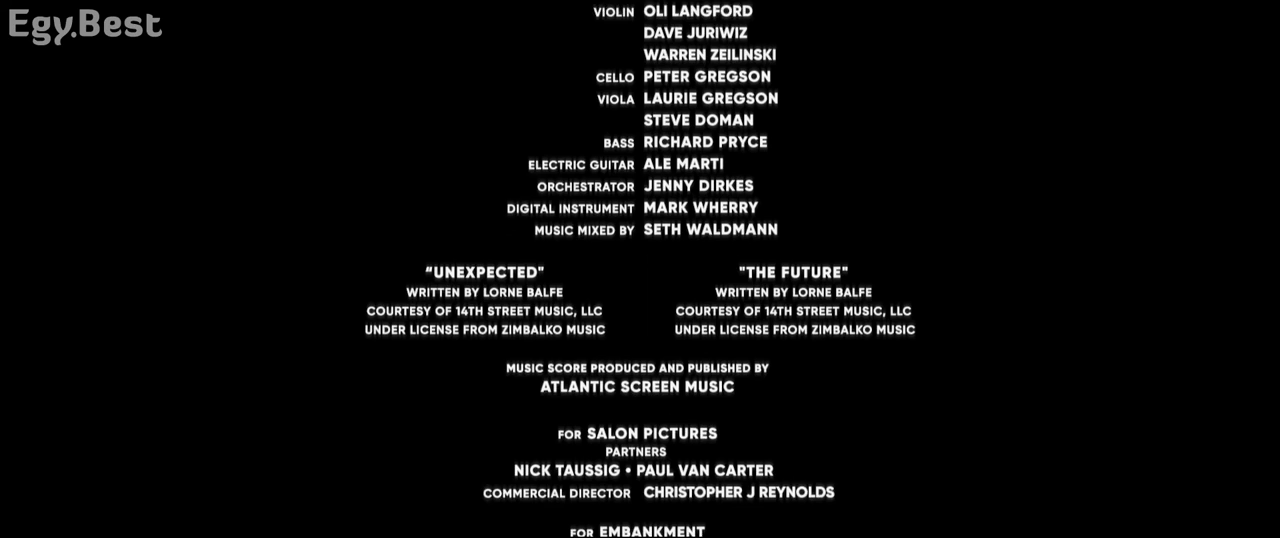 Egy.Best
VIOLIN OLI LANGFORD
DAVE JURIWIZ
WARREN ZEILINSKI
CELLO PETER GREGSON
VIOLA LAURIE GREGSON
STEVE DOMAN
BASS RICHARD PRYCE
ELECTRIC GUITAR ALE MARTI
ORCHESTRATOR JENNY DIRKES
DIGITAL INSTRUMENT MARK WHERRY
MUSIC MIXED BY SETH WALDMANN
“UNEXPECTED"
WRITTEN BY LORNE BALFE
COURTESY OF 14TH STREET MUSIC, LLC
UNDER LICENSE FROM ZIMBALKO MUSIC
"THE FUTURE"
WRITTEN BY LORNE BALFE
COURTESY OF 14TH STREET MUSIC, LLC
UNDER LICENSE FROM ZIMBALKO MUSIC
MUSIC SCORE PRODUCED AND PUBLISHED BY
ATLANTIC SCREEN MUSIC
FOR SALON PICTURES
PARTNERS
NICK TAUSSIG • PAUL VAN CARTER
COMMERCIAL DIRECTOR CHRISTOPHER J REYNOLDS
FOR EMBANKMENT